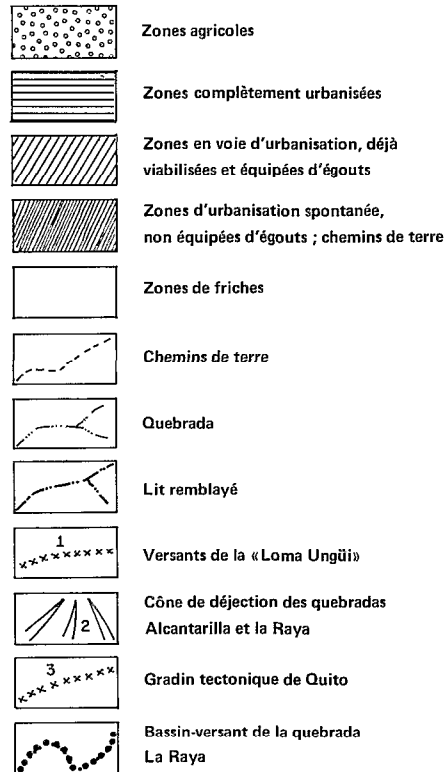 Zones agricoles
Zones complètement urbanisées
Zones en voie d'urbanisation, déjà
viabilisées et équipées d'égouts
Zones d'urbanisation spontanée,
non équipées d'égouts ; chemins de terre
Zones de friches
Chemins de terre
Quebrada
Lit remblayé
1
Versants de la «Loma Ungüi»
2
Cône de déjection des quebradas
Alcantarilla et la Raya
3
Gradin tectonique de Quito
Bassin-versant de la quebrada
La Raya